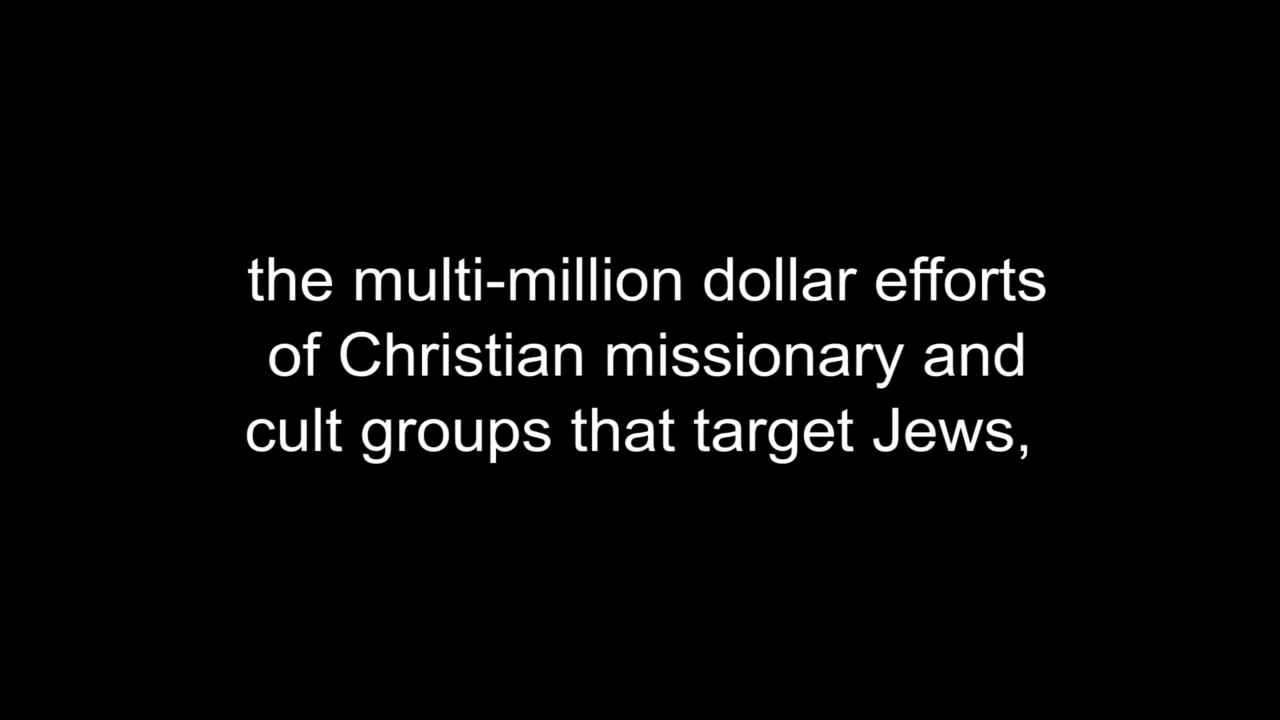 the multi-million dollar efforts
of Christian missionary and
cult groups that target Jews,